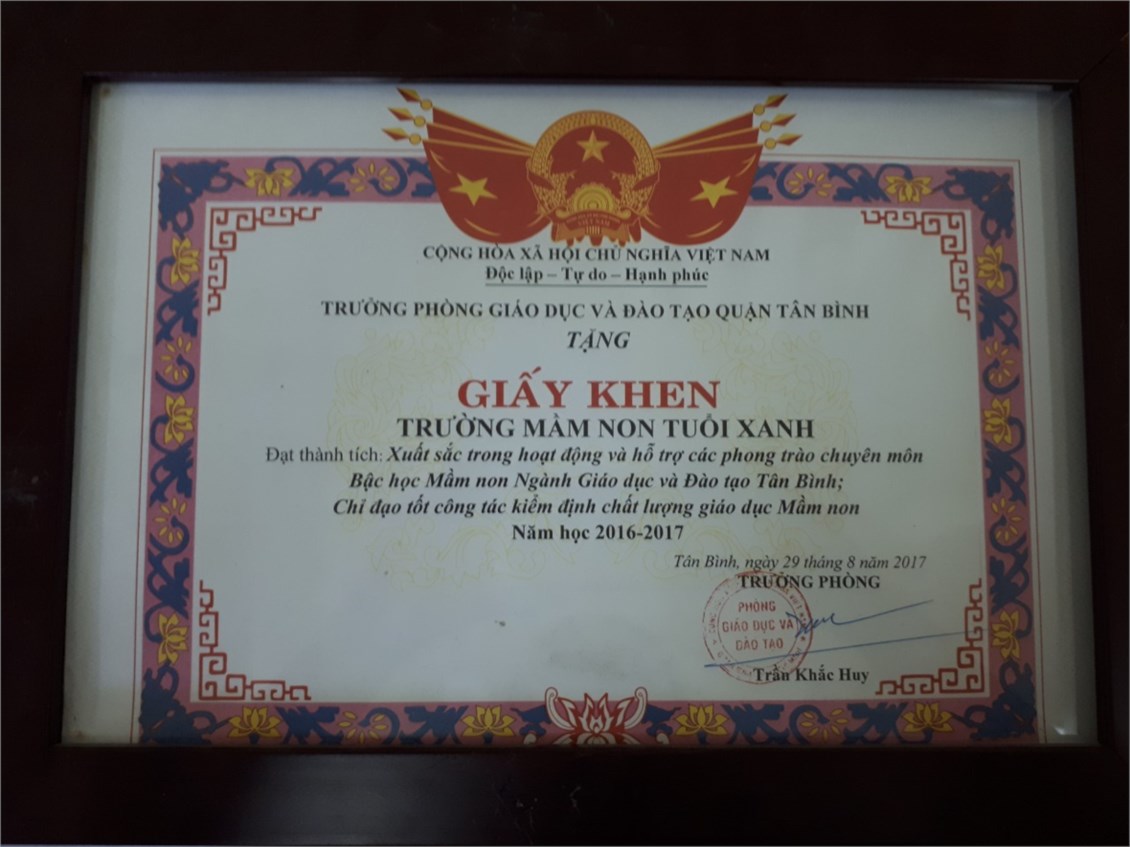 CỘNG HÒA XÃ HỘI CHỦ NGHĨA VIỆT NAM
Độc lập – Tự do – Hạnh phúc
TRƯỞNG PHÒNG GIÁO DỤC VÀ ĐÀO TẠO QUẬN TÂN BÌNH
TẶNG
GIẤY KHEN
TRƯỜNG MẦM NON TUỔI XANH
Đạt thành tích: Xuất sắc trong hoạt động và hỗ trợ các phong trào chuyên môn
Bậc học Mầm non Ngành Giáo dục và Đào tạo Tân Bình;
Chỉ đạo tốt công tác kiểm định chất lượng giáo dục Mầm non
Năm học 2016-2017
Tân Bình, ngày 29 tháng 8 năm 2017
TRƯỞNG PHÒNG
PHÒNG
GIÁO DỤC VÀ
ĐÀO TẠO
Trần Khắc Huy